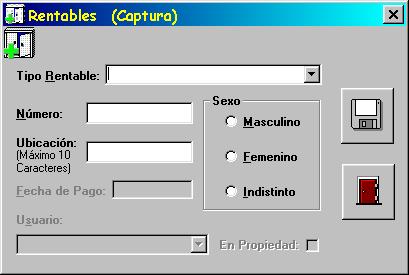 Rentables (Captura)
Tipo Rentable:
Número:
Ubicación:
(Máximo 10
Caracteres)
Fecha de Pago:
Usuario:
Sexo
Masculino
Femenino
Indistinto
En Propiedad: